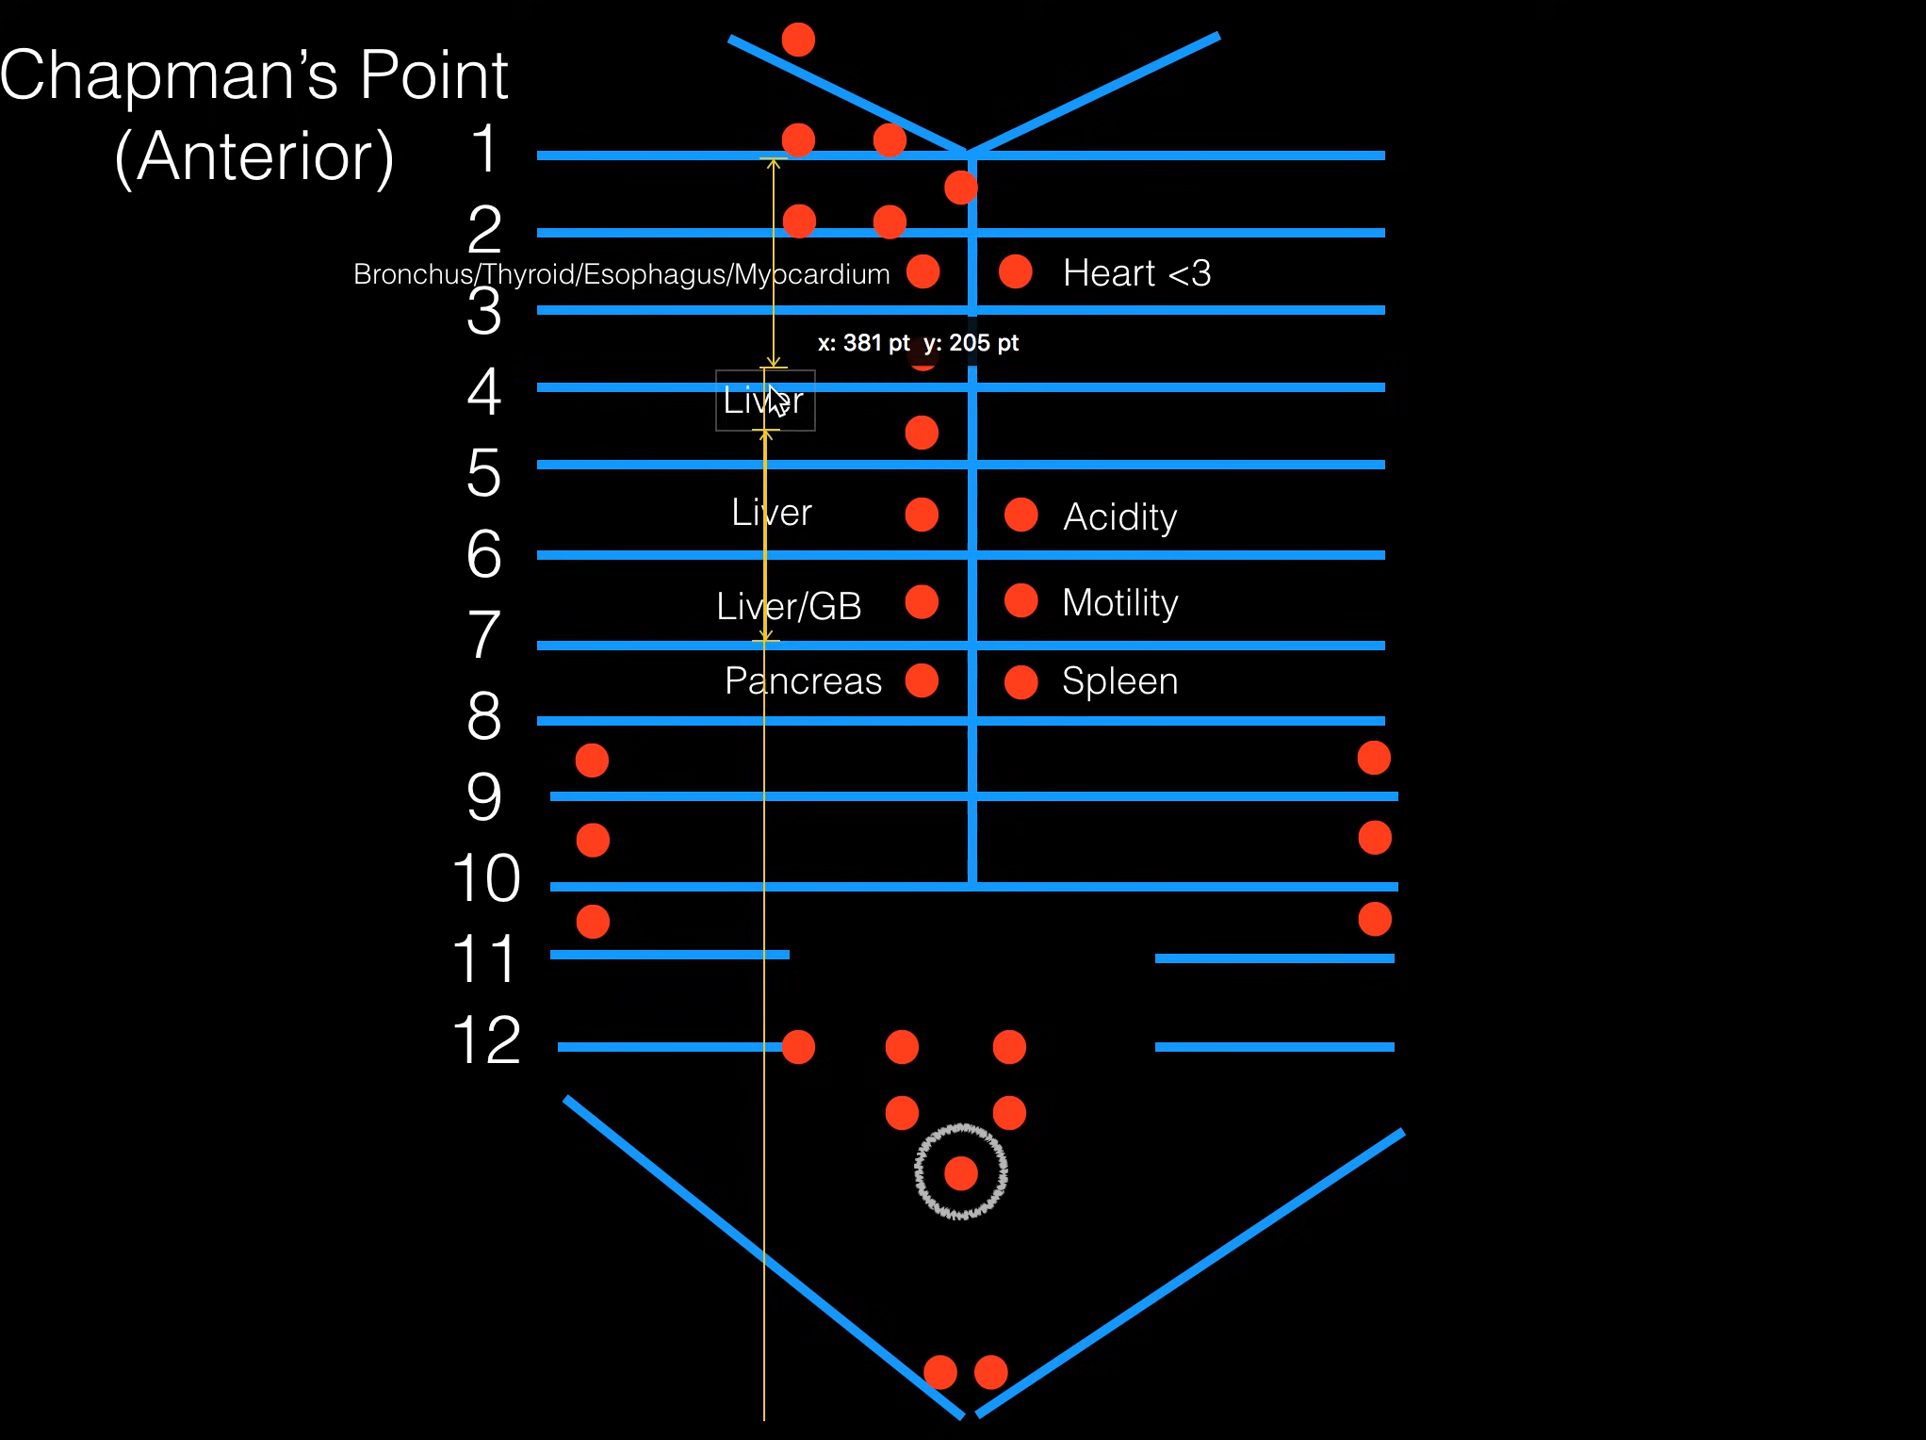 Chapman's Point
(Anterior)
1
2
Bronchus/Thyroid/Esophagus/Myocardium
Heart <3
3
x: 381 pt y: 205 pt
4
Liver
5
Liver
Acidity
6
Liver/GB
Motility
7
Pancreas
Spleen
8
9
10
11
12